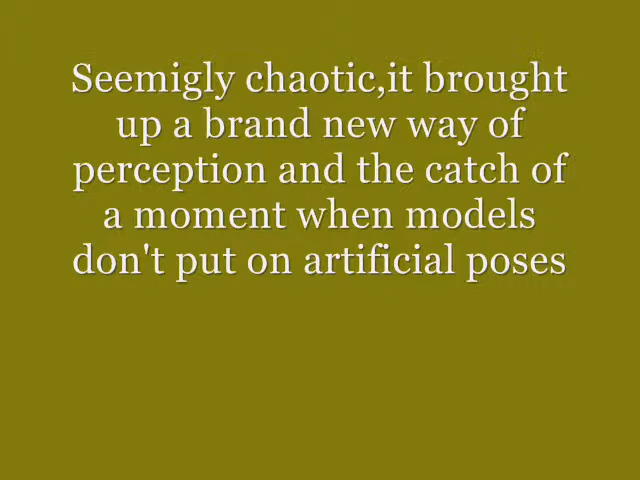 Seemigly chaotic,it brought
up a brand new way of
perception and the catch of
a moment when models
don't put on artificial poses